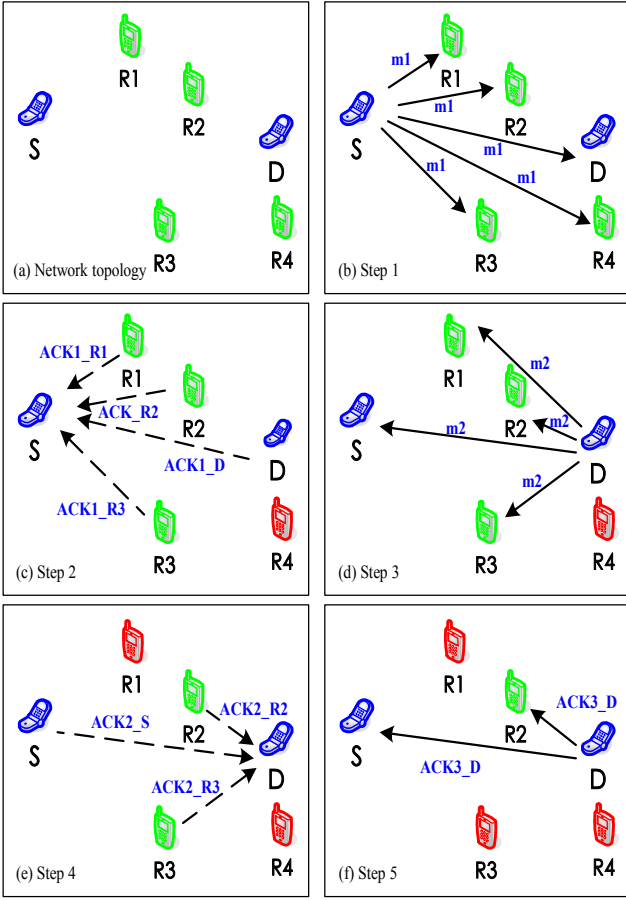 R1
R2
S
D
R3
R4
(a) Network topology
m1
R1
m1
R2
S
m1
D
m1
m1
R3
R4
(b) Step 1
ACK1_R1
R1
ACK_R2
R2
S
ACK1_D
D
ACK1_R3
R3
R4
(c) Step 2
R1
m2
R2
m2
S
m2
D
m2
R3
R4
(d) Step 3
R1
ACK2_R2
ACK2_S
R2
S
D
ACK2_R3
R3
R4
(e) Step 4
R1
ACK3_D
R2
S
ACK3_D
D
R3
R4
(f) Step 5